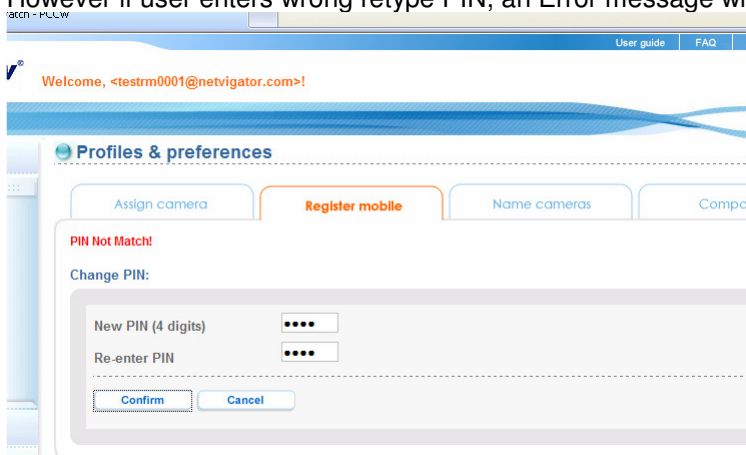 However if user enters wrong retype PIN, an Error message
atch - PCCW
User guide FAQ
Welcome, <testrm0001@netvigator.com>!
Profiles & preferences
Assign camera Register mobile Name cameras
PIN Not Match!
Change PIN:
New PIN (4 digits) ••••
Re-enter PIN ••••
Confirm Cancel